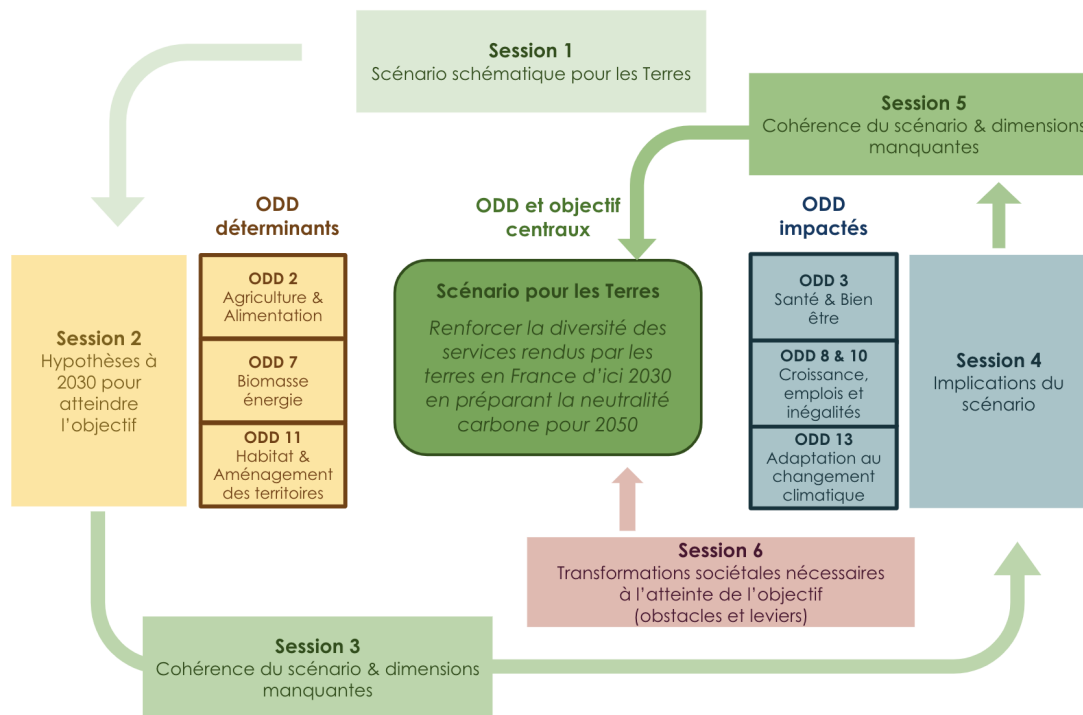 Session 1
Scénario schématique pour les Terres
Session 5
Cohérence du scénario & dimensions
manquantes
ODD
déterminants
ODD et objectif
centraux
ODD
impactés
Session 2
Hypothèses à
2030 pour
atteindre
l'objectif
ODD 2
Agriculture &
Alimentation
ODD 7
Biomasse
énergie
ODD 11
Habitat &
Aménagement
des territoires
Scénario pour les Terres
Renforcer la diversité des
services rendus par les
terres en France d'ici 2030
en préparant la neutralité
carbone pour 2050
ODD 3
Santé & Bien
être
ODD 8 & 10
Croissance,
emplois et
inégalités
ODD 13
Adaptation au
changement
climatique
Session 4
Implications du
scénario
Session 6
Transformations sociétales nécessaires
à l'atteinte de l'objectif
(obstacles et leviers)
Session 3
Cohérence du scénario & dimensions
manquantes